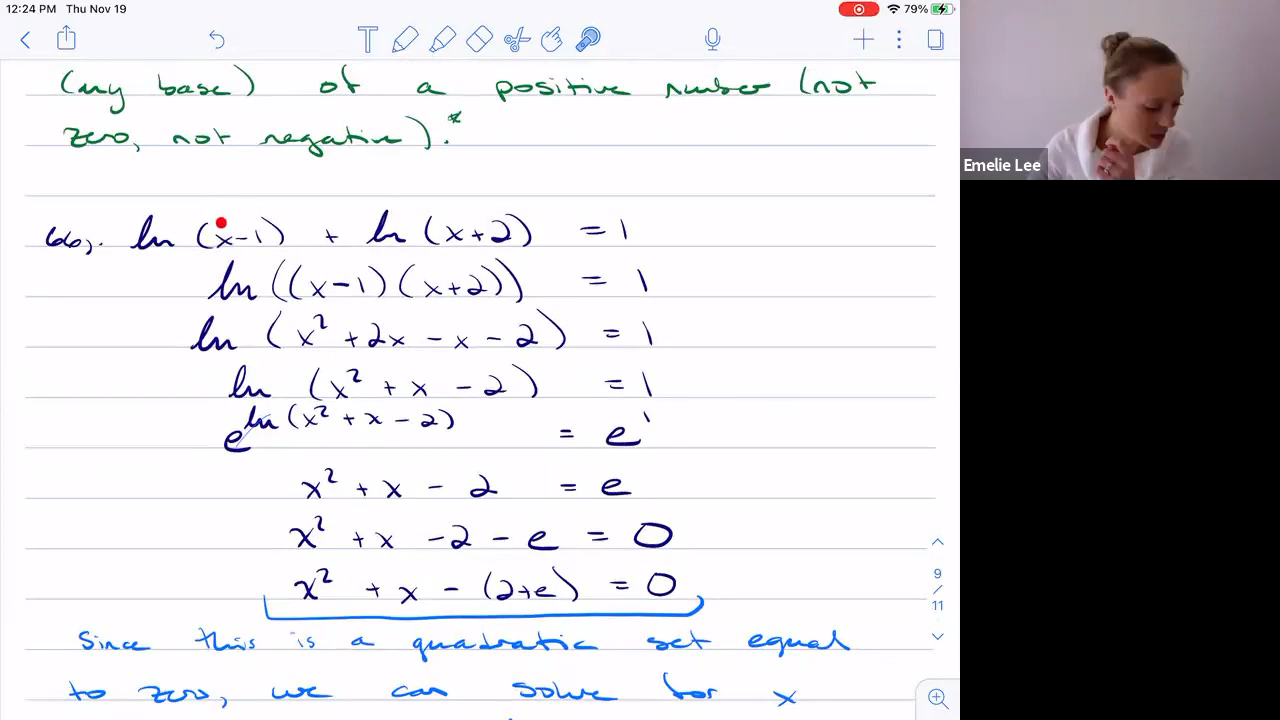 12:24 PM Thu Nov 19
79%
(any base) of a positive number (not
zero, not negative).*
66). ln (x-1) + ln (x+2) = 1
ln ((x-1)(x+2)) = 1
ln (x² + 2x - x - 2) = 1
ln (x² + x - 2) = 1
e^ln (x² + x - 2) = e^1
x² + x - 2 = e
x² + x - 2 - e = 0
x² + x - (2+e) = 0
Since this is a quadratic set equal
to zero, we can solve for x
9
/
11
Emelie Lee